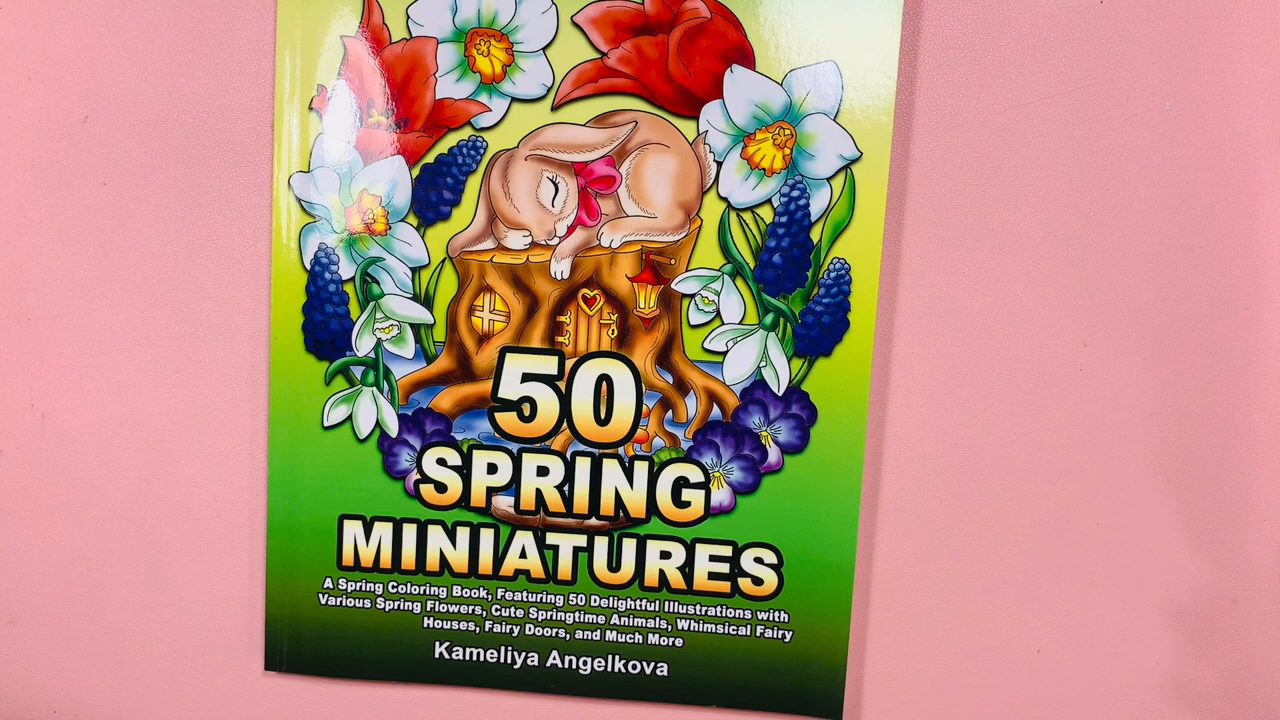 50
SPRING
MINIATURES
A Spring Coloring Book, Featuring 50 Delightful Illustrations with
Various Spring Flowers, Cute Springtime Animals, Whimsical Fairy
Houses, Fairy Doors, and Much More
Kameliya Angelkova